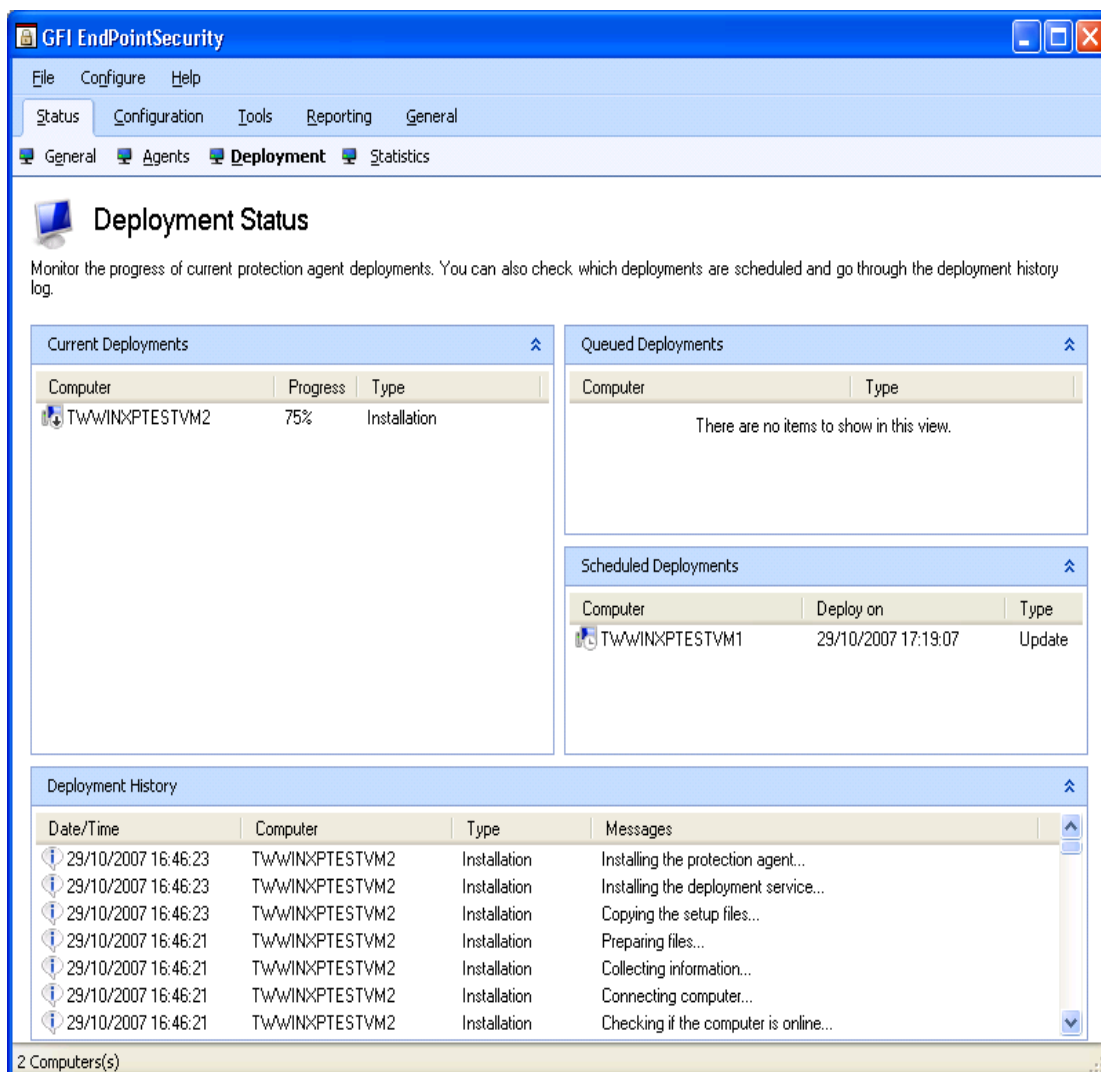 GFI EndPointSecurity
File Configure Help
Status Configuration Tools Reporting General
General Agents Deployment Statistics
Deployment Status
Monitor the progress of current protection agent deployments. You can also check which deployments are scheduled and go through the deployment history
log.
Current Deployments
Computer Progress Type
TWWINXPTESTVM2 75% Installation
Queued Deployments
Computer Type
There are no items to show in this view.
Scheduled Deployments
Computer Deploy on Type
TWWINXPTESTVM1 29/10/2007 17:19:07 Update
Deployment History
Date/Time Computer Type Messages
29/10/2007 16:46:23 TWWINXPTESTVM2 Installation Installing the protection agent...
29/10/2007 16:46:23 TWWINXPTESTVM2 Installation Installing the deployment service...
29/10/2007 16:46:23 TWWINXPTESTVM2 Installation Copying the setup files...
29/10/2007 16:46:21 TWWINXPTESTVM2 Installation Preparing files...
29/10/2007 16:46:21 TWWINXPTESTVM2 Installation Collecting information...
29/10/2007 16:46:21 TWWINXPTESTVM2 Installation Connecting computer...
29/10/2007 16:46:21 TWWINXPTESTVM2 Installation Checking if the computer is online...
2 Computers(s)